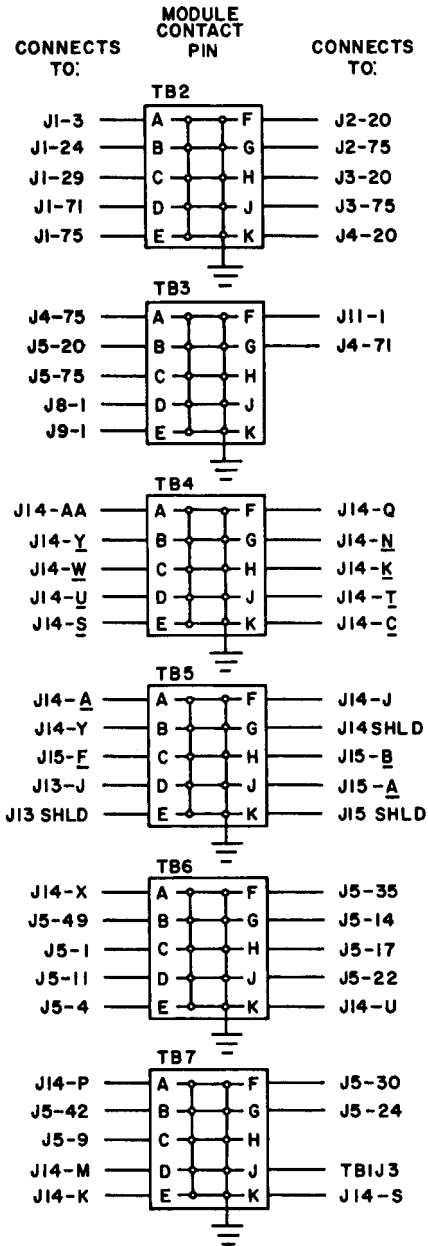 MODULE
CONTACT
PIN
CONNECTS
TO:
CONNECTS
TO:
TB2
J1-3 A F J2-20
J1-24 B G J2-75
J1-29 C H J3-20
J1-71 D J J3-75
J1-75 E K J4-20
TB3
J4-75 A F J11-1
J5-20 B G J4-71
J5-75 C H
J8-1 D J
J9-1 E K
TB4
J14-AA A F J14-Q
J14-Y B G J14-N
J14-W C H J14-K
J14-U D J J14-T
J14-S E K J14-C
TB5
J14-A A F J14-J
J14-Y B G J14 SHLD
J15-F C H J15-B
J13-J D J J15-A
J13 SHLD E K J15 SHLD
TB6
J14-X A F J5-35
J5-49 B G J5-14
J5-1 C H J5-17
J5-11 D J J5-22
J5-4 E K J14-U
TB7
J14-P A F J5-30
J5-42 B G J5-24
J5-9 C H
J14-M D J TB1J3
J14-K E K J14-S